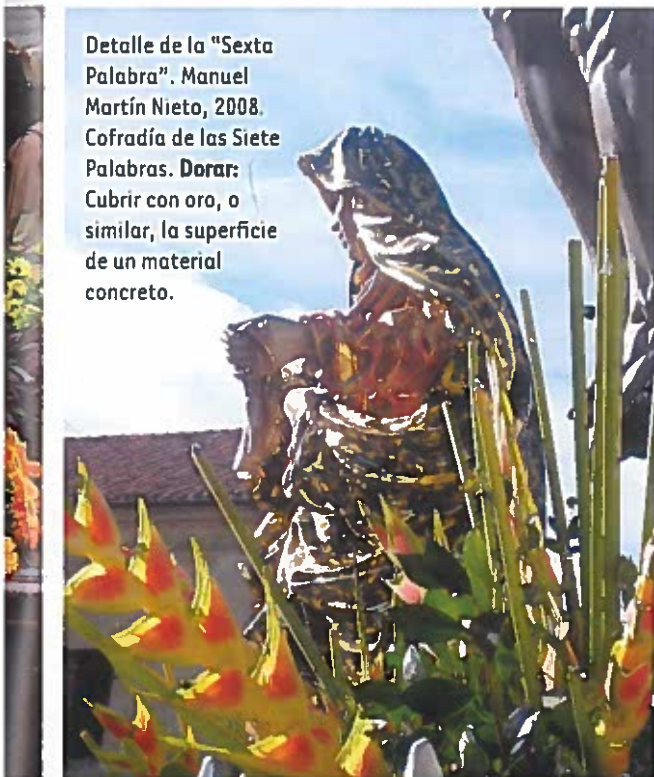 Detalle de la "Sexta
Palabra". Manuel
Martín Nieto, 2008.
Cofradía de las Siete
Palabras. Dorar:
Cubrir con oro, o
similar, la superficie
de un material
concreto.